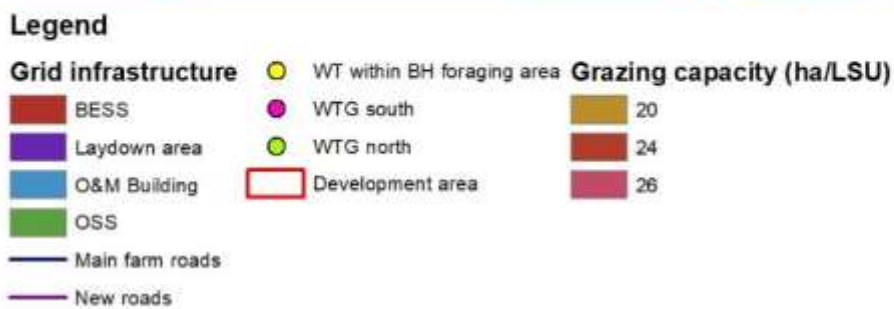 Legend
Grid infrastructure
BESS
Laydown area
O&M Building
OSS
Main farm roads
New roads
WT within BH foraging area
WTG south
WTG north
Development area
Grazing capacity (ha/LSU)
20
24
26